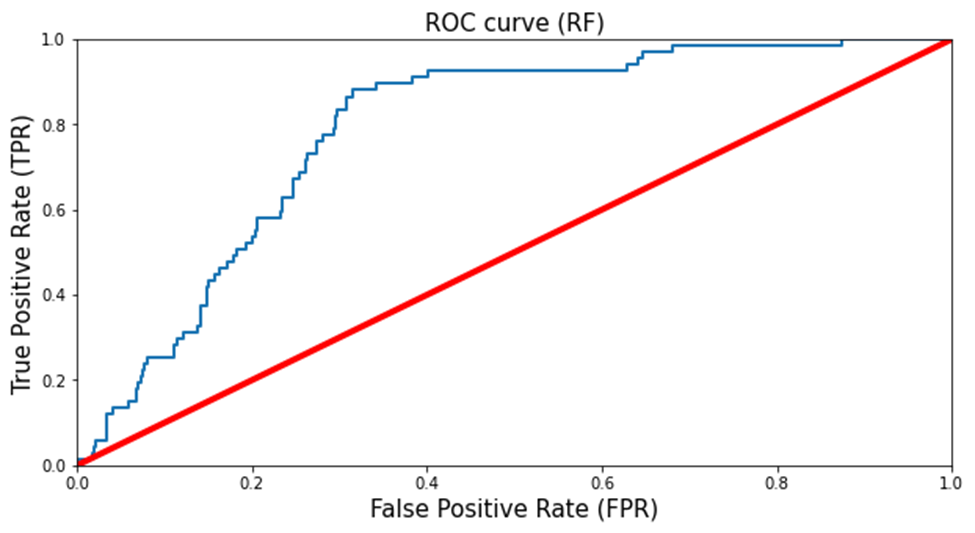 ROC curve (RF)
True Positive Rate (TPR)
1.0
0.8
0.6
0.4
0.2
0.0
0.0 0.2 0.4 0.6 0.8 1.0
False Positive Rate (FPR)